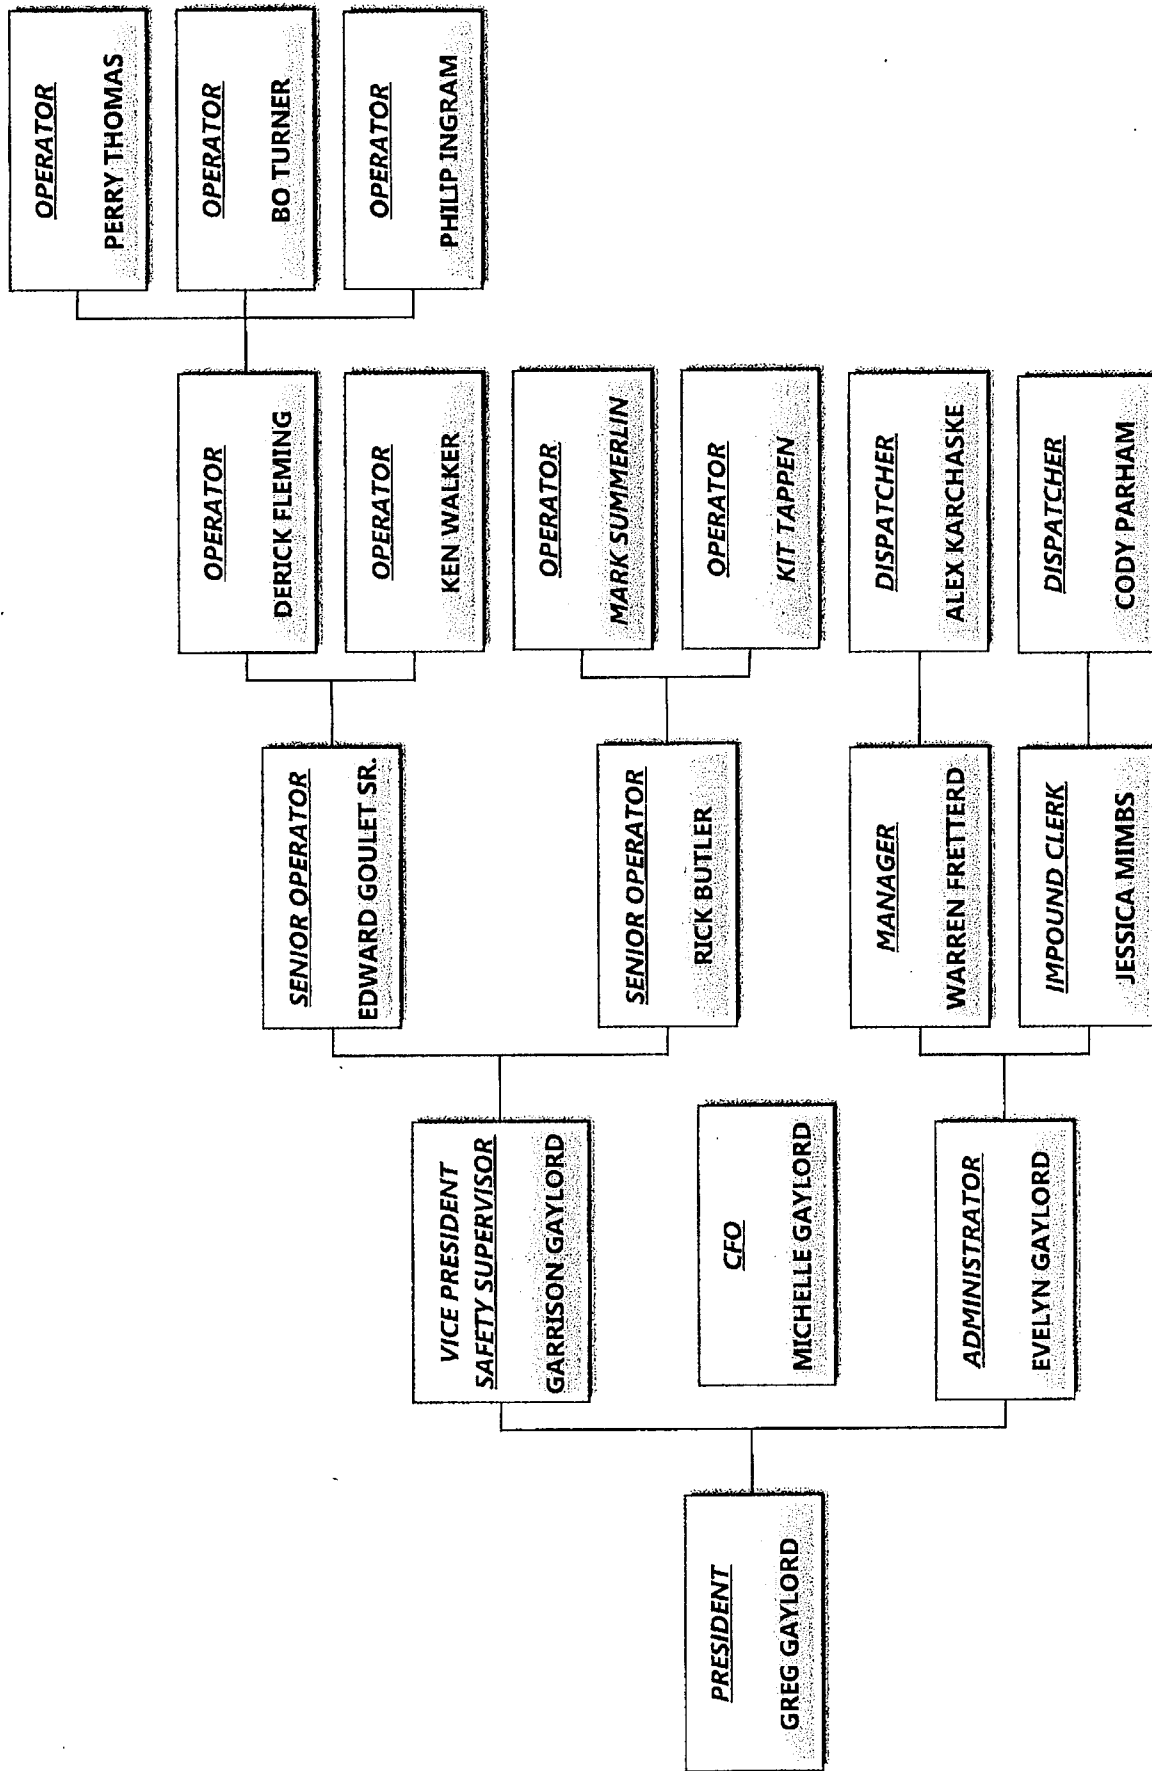 PRESIDENT
GREG GAYLORD
VICE PRESIDENT
SAFETY SUPERVISOR
GARRISON GAYLORD
CFO
MICHELLE GAYLORD
ADMINISTRATOR
EVELYN GAYLORD
SENIOR OPERATOR
EDWARD GOULET SR.
SENIOR OPERATOR
RICK BUTLER
MANAGER
WARREN FRETTERD
IMPOUND CLERK
JESSICA MIMBS
OPERATOR
DERICK FLEMING
OPERATOR
KEN WALKER
OPERATOR
MARK SUMMERLIN
OPERATOR
KIT TAPPEN
DISPATCHER
ALEX KARCHASKE
DISPATCHER
CODY PARHAM
OPERATOR
PERRY THOMAS
OPERATOR
BO TURNER
OPERATOR
PHILIP INGRAM